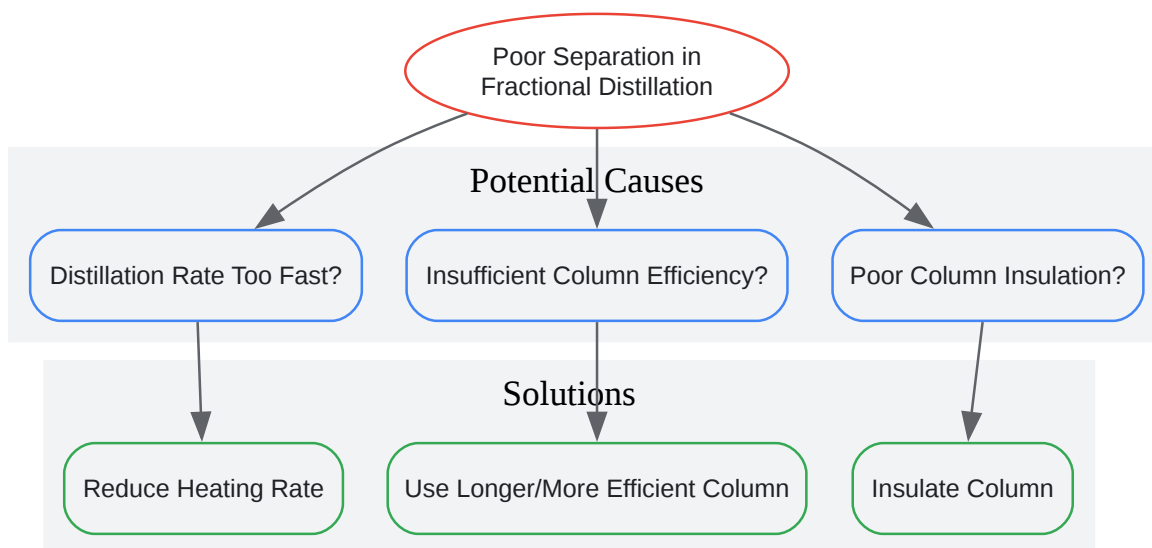 Poor Separation in
Fractional Distillation
Potential Causes
Distillation Rate Too Fast?
Insufficient Column Efficiency?
Poor Column Insulation?
Solutions
Reduce Heating Rate
Use Longer/More Efficient Column
Insulate Column